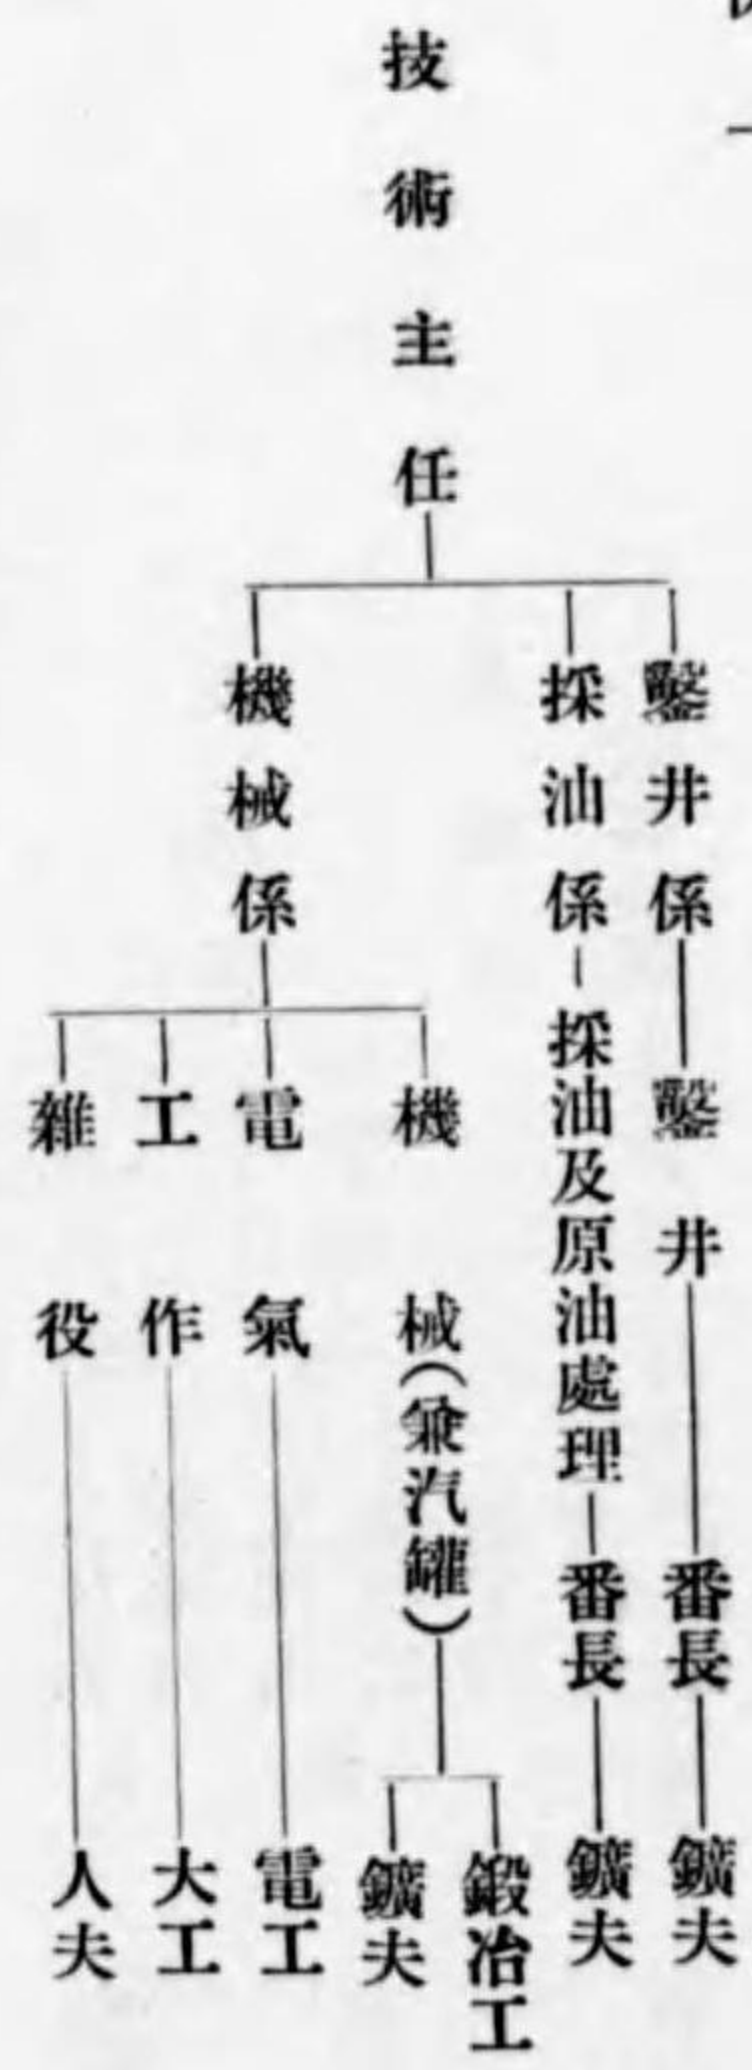 技術主任
鑿井係
鑿井
番長
鑛夫
採油係
採油及原油處理
番長
鑛夫
機械係
機械(兼汽罐)
鍛冶工
鑛夫
電氣
電工
工作
大工
雜役
人夫